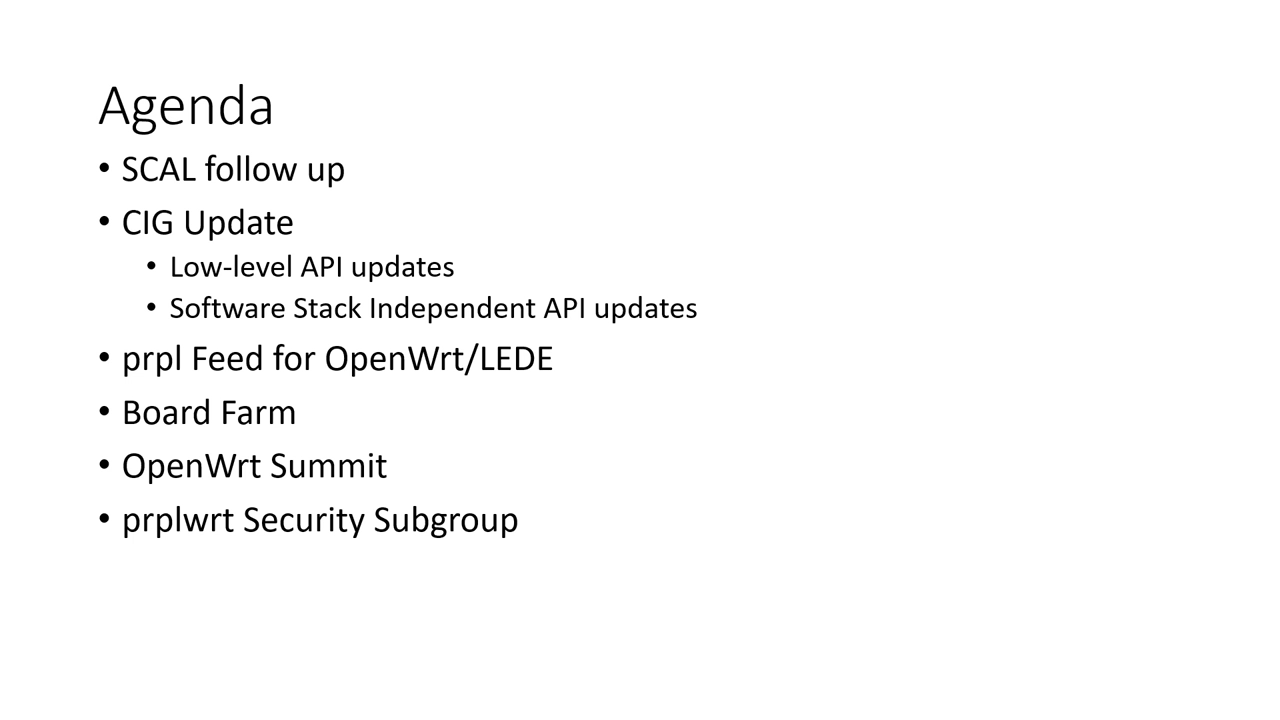 Agenda
• SCAL follow up
• CIG Update
• Low-level API updates
• Software Stack Independent API updates
• prpl Feed for OpenWrt/LEDE
• Board Farm
• OpenWrt Summit
• prplwrt Security Subgroup